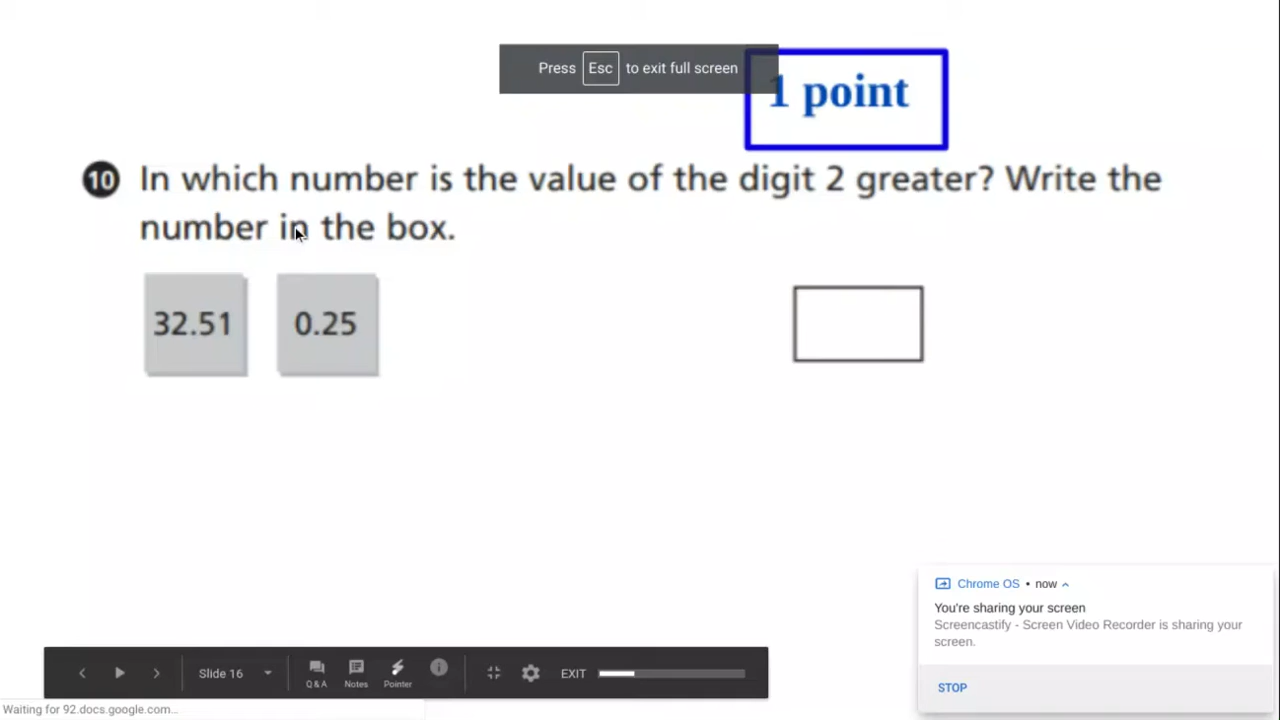 Press Esc to exit full screen
1 point
10 In which number is the value of the digit 2 greater? Write the
number in the box.
32.51 0.25
Chrome OS • now
You're sharing your screen
Screencastify - Screen Video Recorder is sharing your
screen.
STOP
Slide 16
Q & A
Notes
Pointer
EXIT
Waiting for 92.docs.google.com...